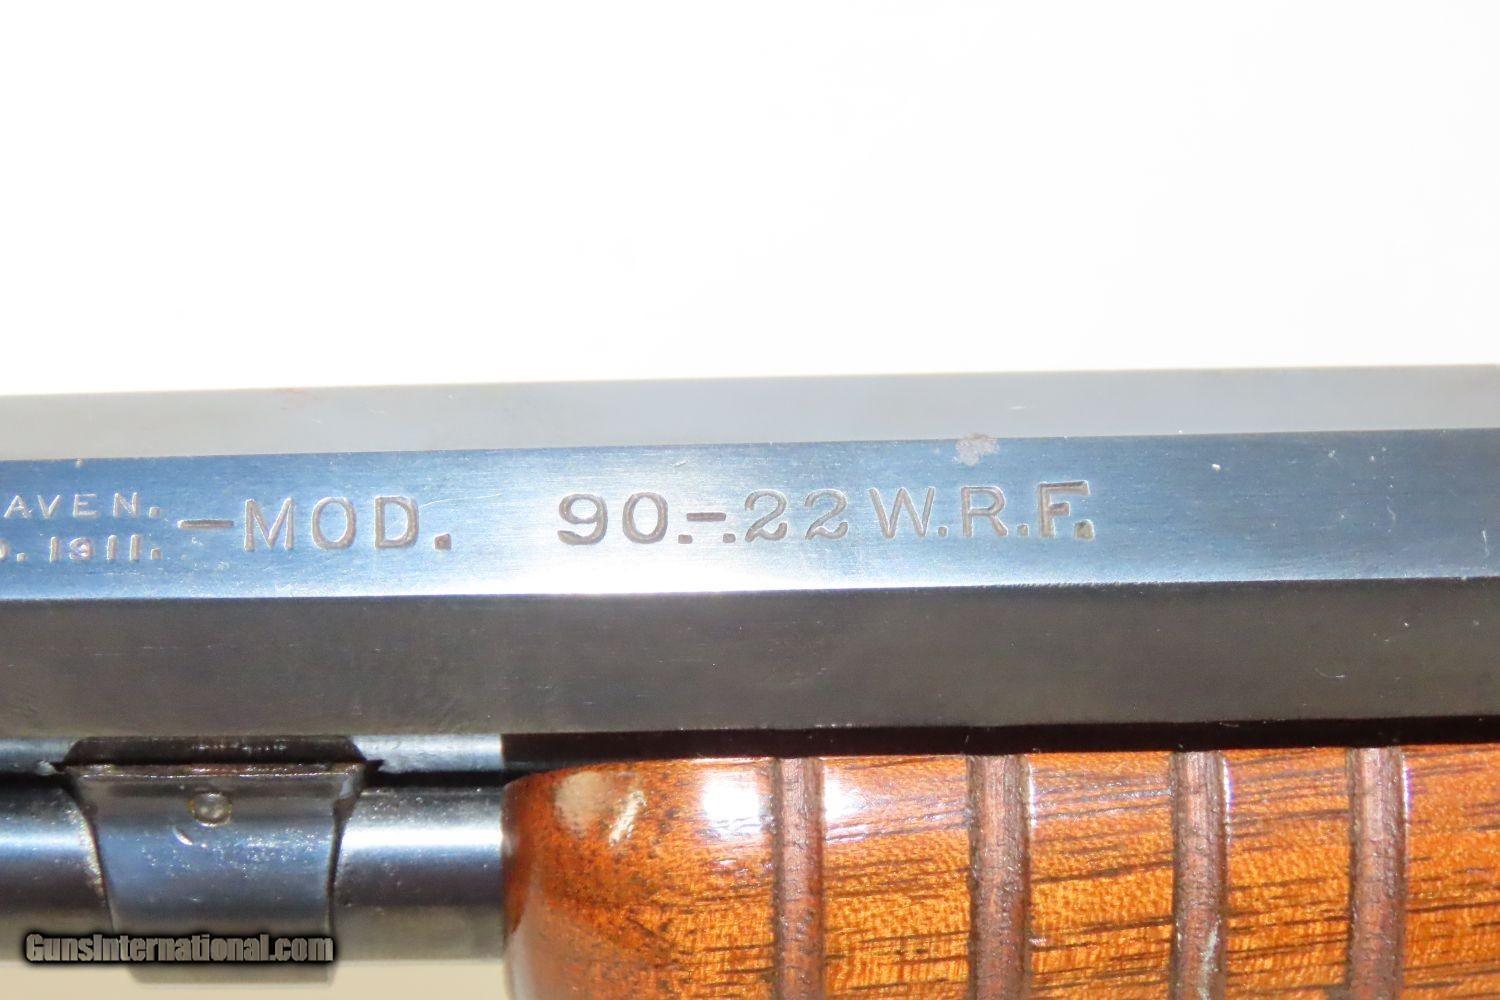 AVEN.
. 1911.
-MOD. 90.-.22 W.R.F.
GunsInternational.com